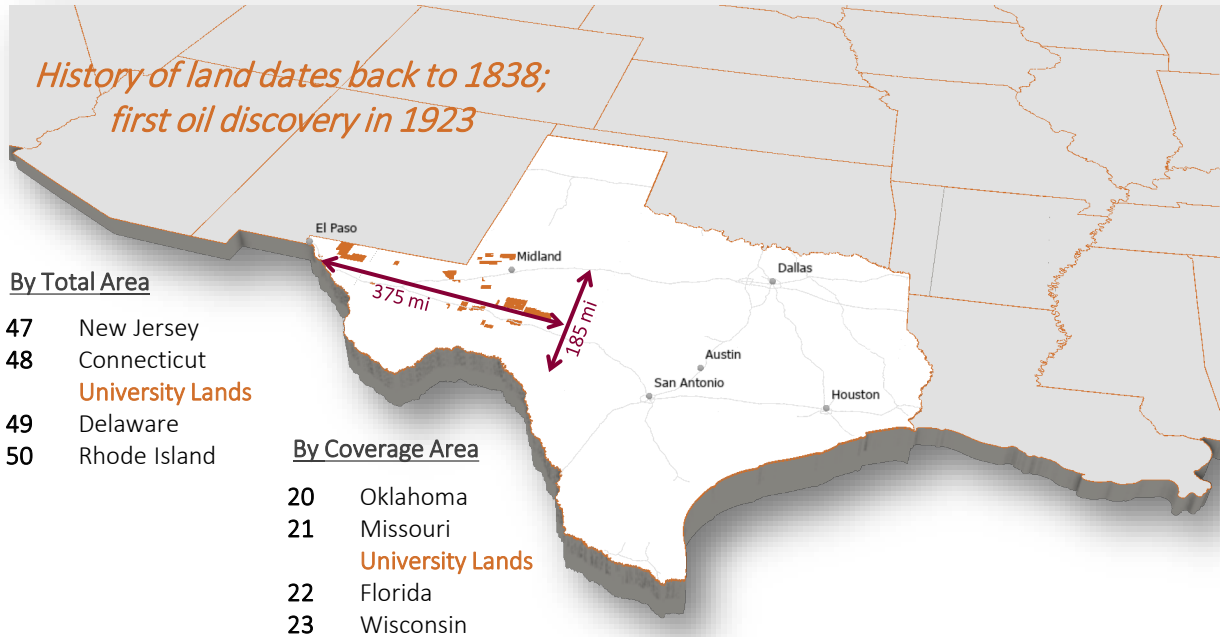 History of land dates back to 1838;
first oil discovery in 1923
El Paso
Midland
Dallas
375 mi
185 mi
Austin
San Antonio
Houston
By Total Area
47 New Jersey
48 Connecticut
University Lands
49 Delaware
50 Rhode Island
By Coverage Area
20 Oklahoma
21 Missouri
University Lands
22 Florida
23 Wisconsin